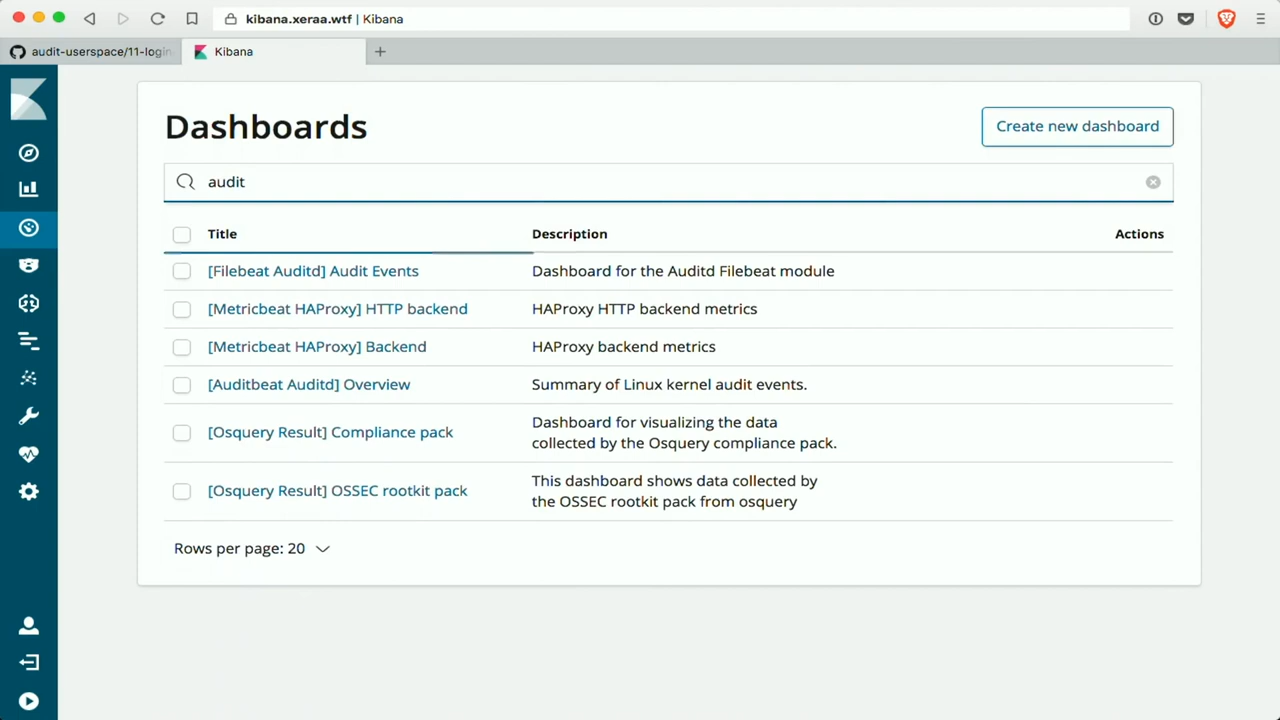 kibana.xeraa.wtf | Kibana
audit-userspace/11-login
Kibana
Dashboards
Create new dashboard
audit
Title Description Actions
[Filebeat Auditd] Audit Events Dashboard for the Auditd Filebeat module
[Metricbeat HAProxy] HTTP backend HAProxy HTTP backend metrics
[Metricbeat HAProxy] Backend HAProxy backend metrics
[Auditbeat Auditd] Overview Summary of Linux kernel audit events.
[Osquery Result] Compliance pack Dashboard for visualizing the data
collected by the Osquery compliance pack.
[Osquery Result] OSSEC rootkit pack This dashboard shows data collected by
the OSSEC rootkit pack from osquery
Rows per page: 20